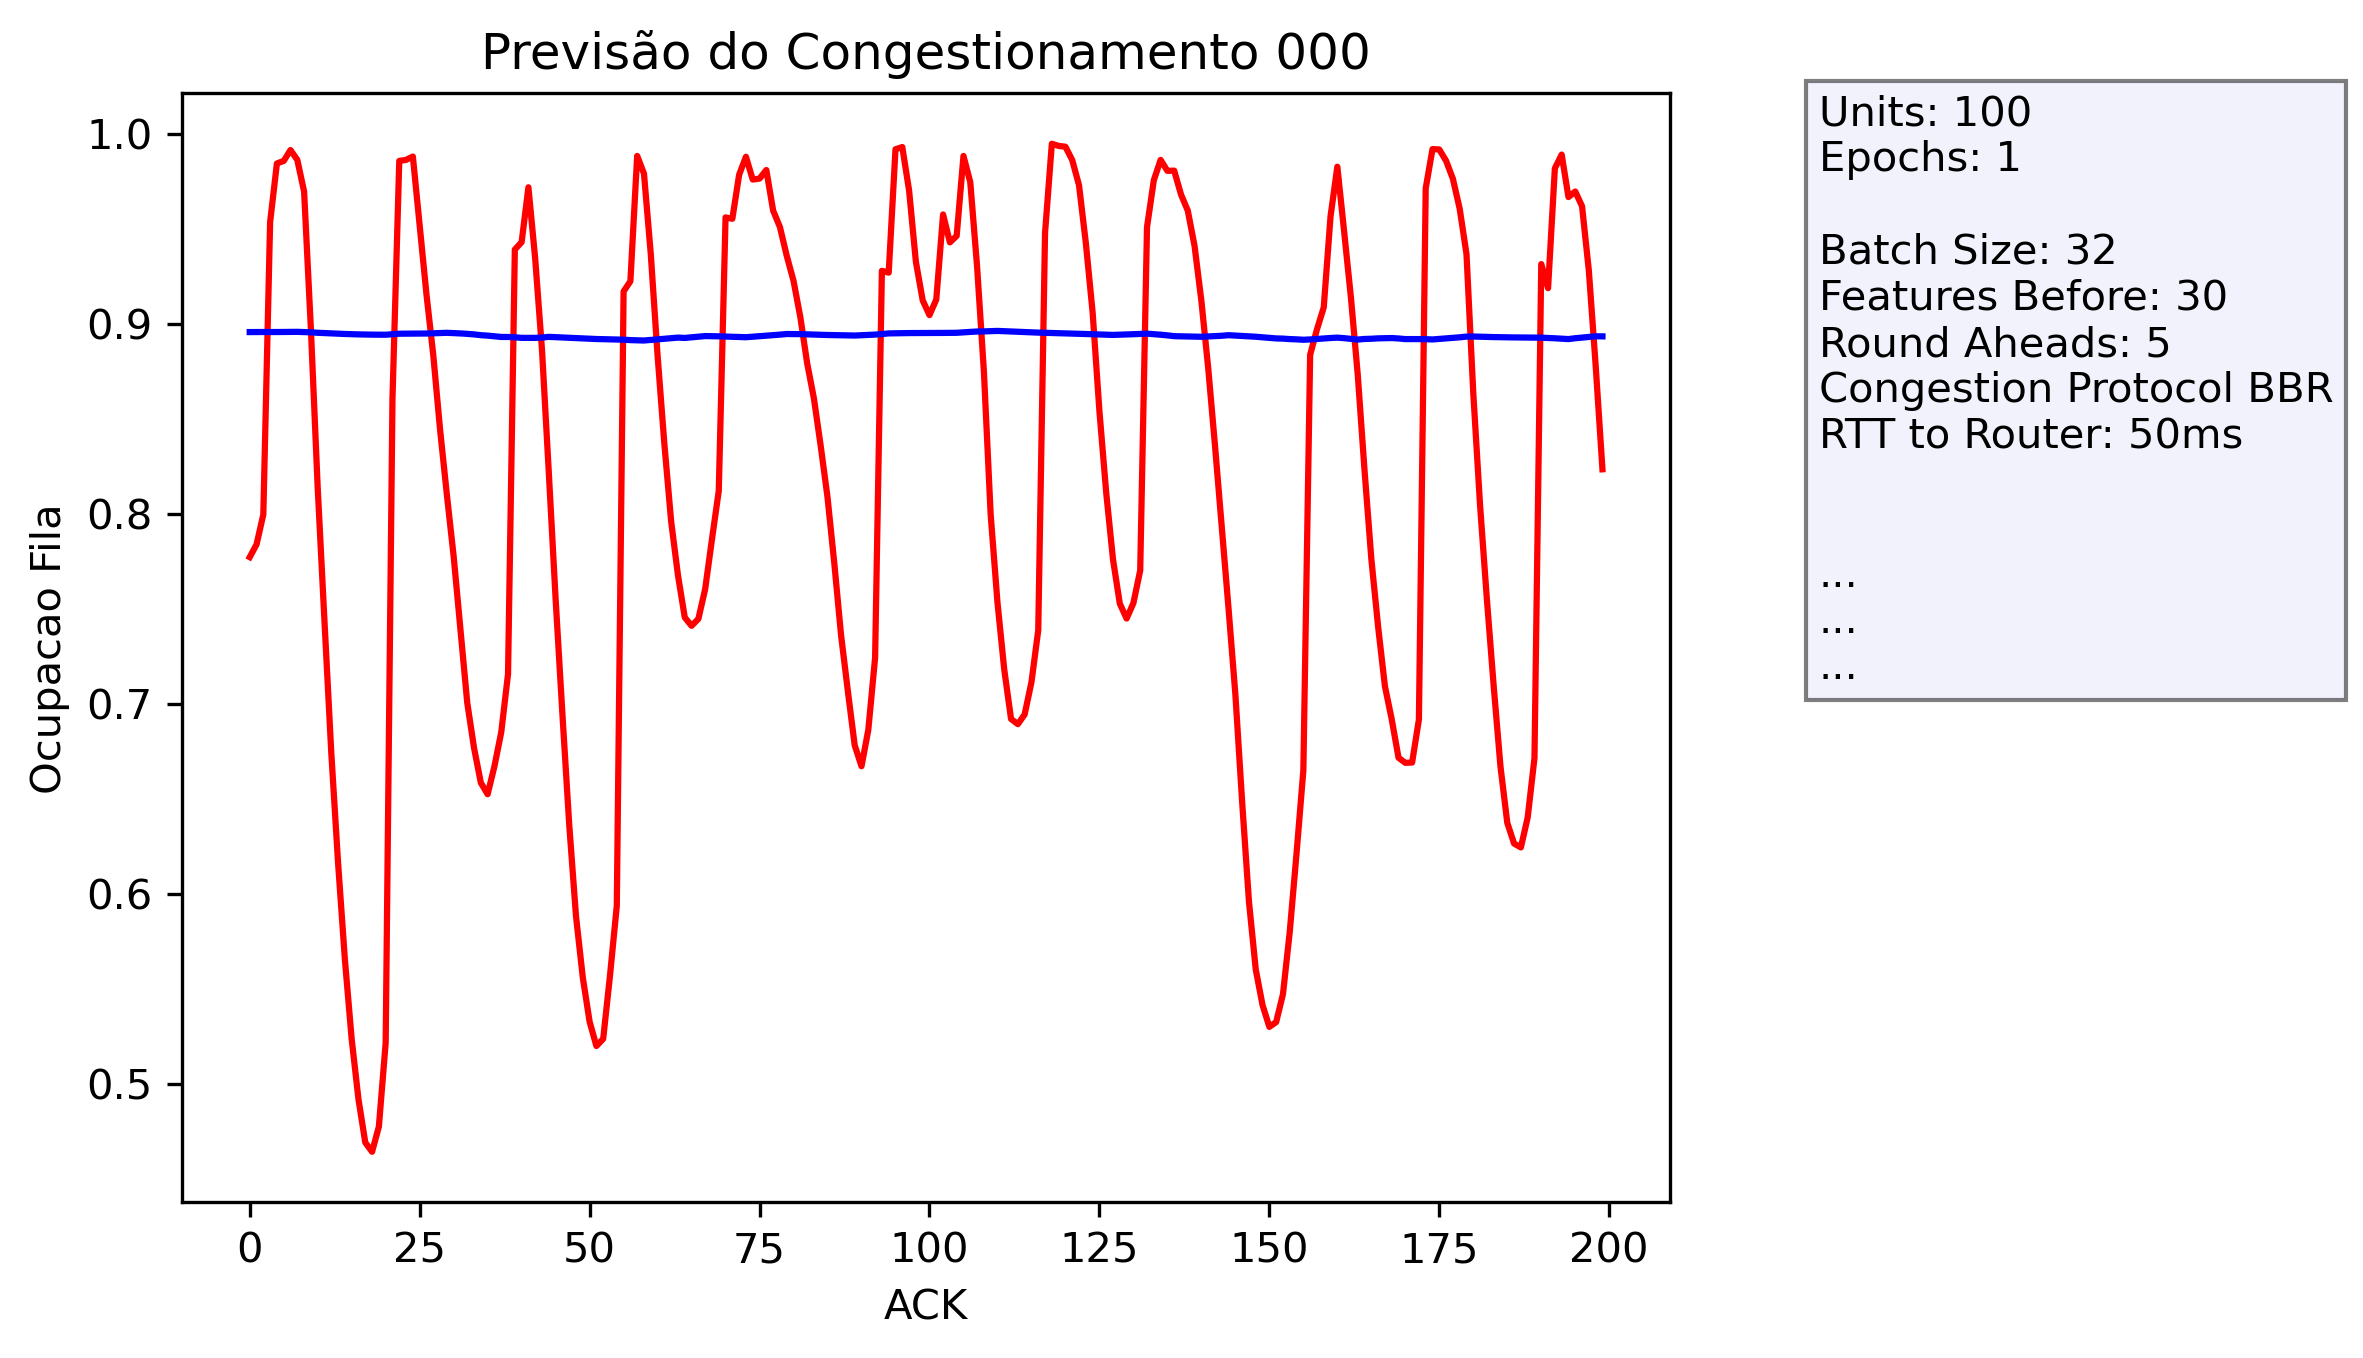 Previsão do Congestionamento 000
Ocupacao Fila
1.0
0.9
0.8
0.7
0.6
0.5
0 25 50 75 100 125 150 175 200
ACK
Units: 100
Epochs: 1
Batch Size: 32
Features Before: 30
Round Aheads: 5
Congestion Protocol BBR
RTT to Router: 50ms
...
...
...